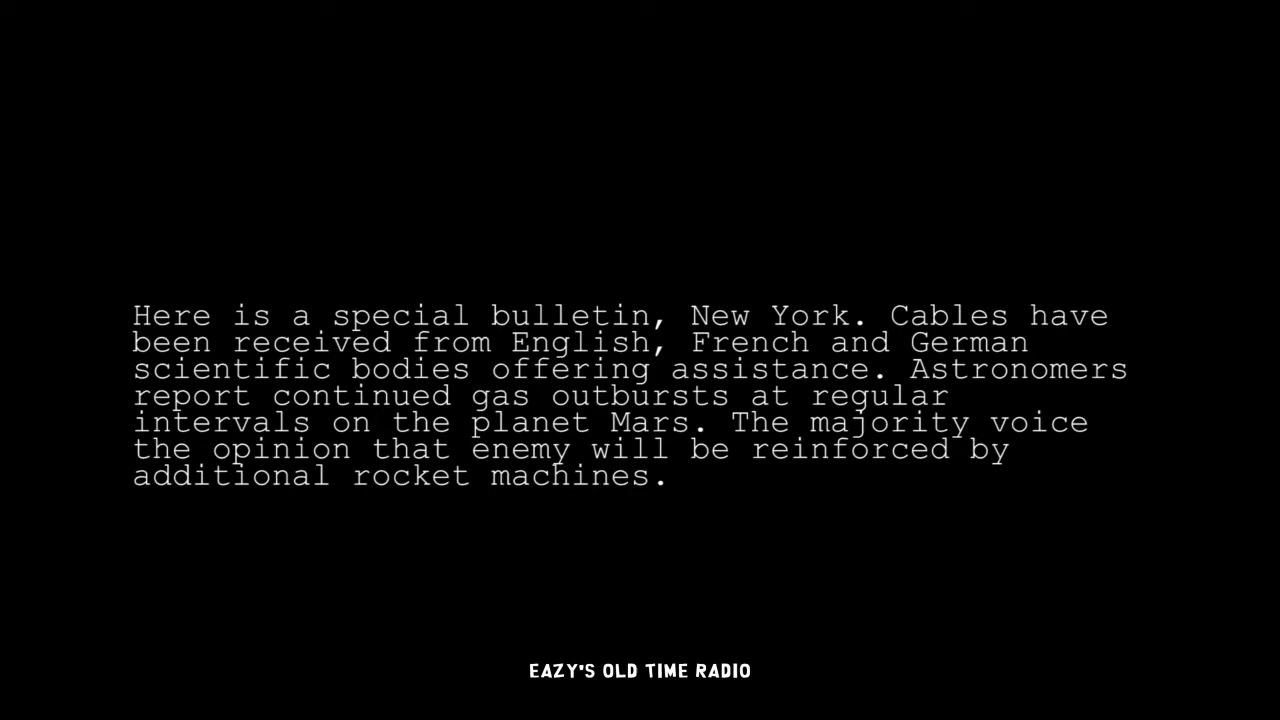 Here is a special bulletin, New York. Cables have
been received from English, French and German
scientific bodies offering assistance. Astronomers
report continued gas outbursts at regular
intervals on the planet Mars. The majority voice
the opinion that enemy will be reinforced by
additional rocket machines.
EAZY'S OLD TIME RADIO